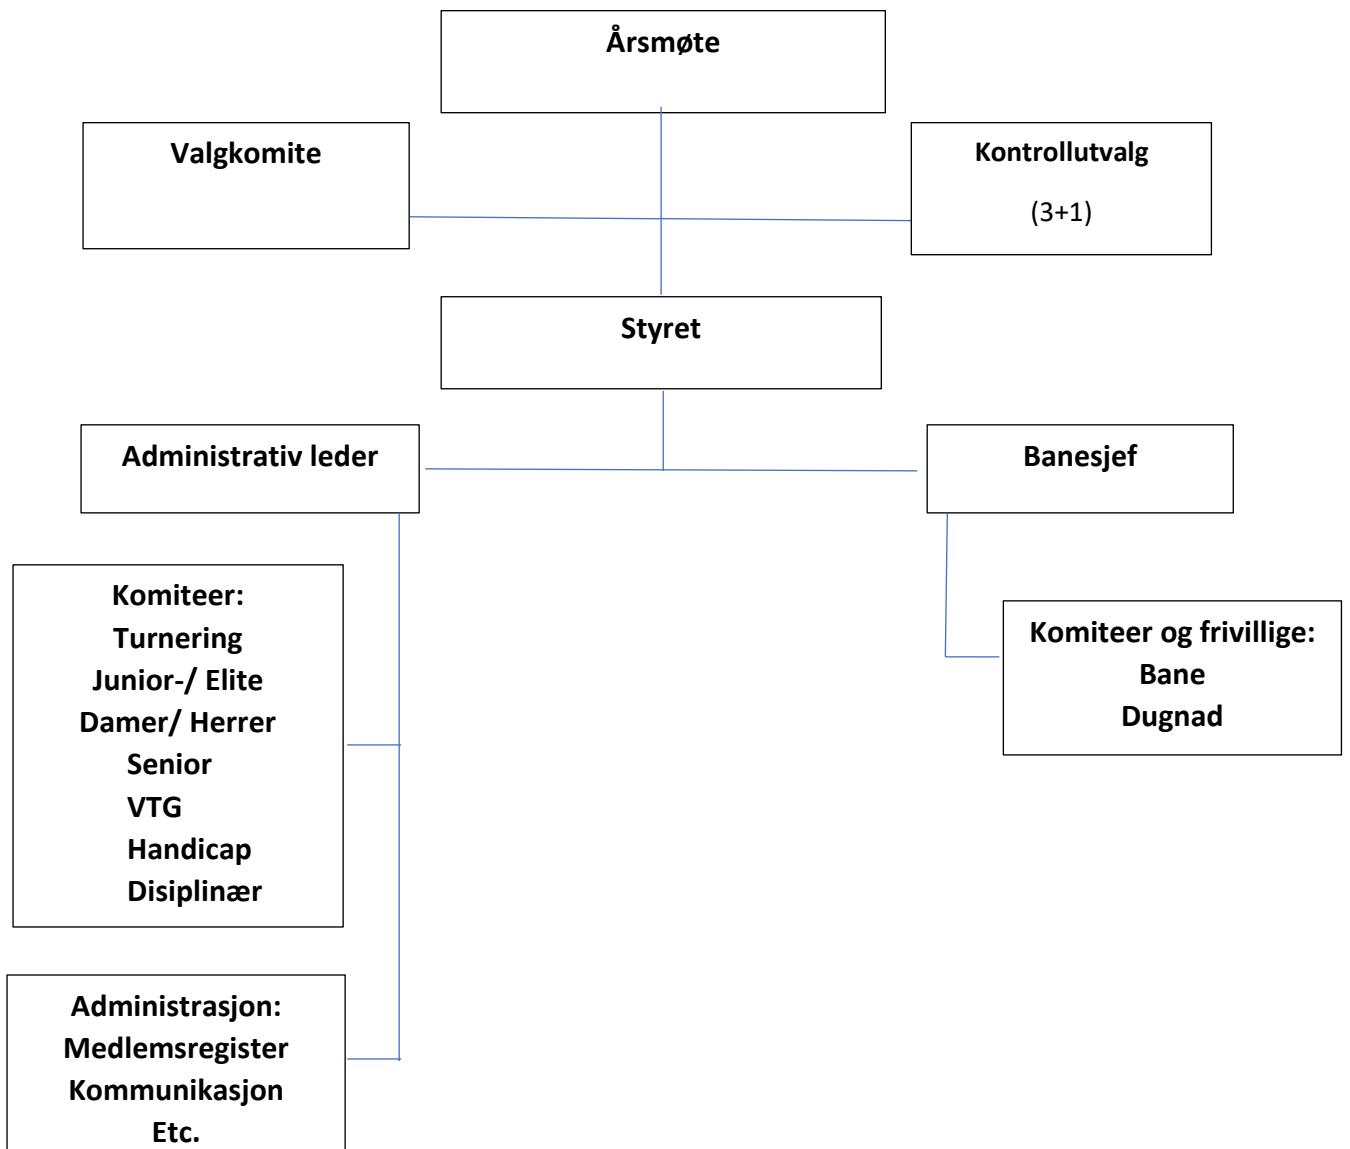 Årsmøte
Valgkomite
Kontrollutvalg
(3+1)
Styret
Administrativ leder
Banesjef
Komiteer:
Turnering
Junior-/ Elite
Damer/ Herrer
Senior
VTG
Handicap
Disiplinær
Komiteer og frivillige:
Bane
Dugnad
Administrasjon:
Medlemsregister
Kommunikasjon
Etc.